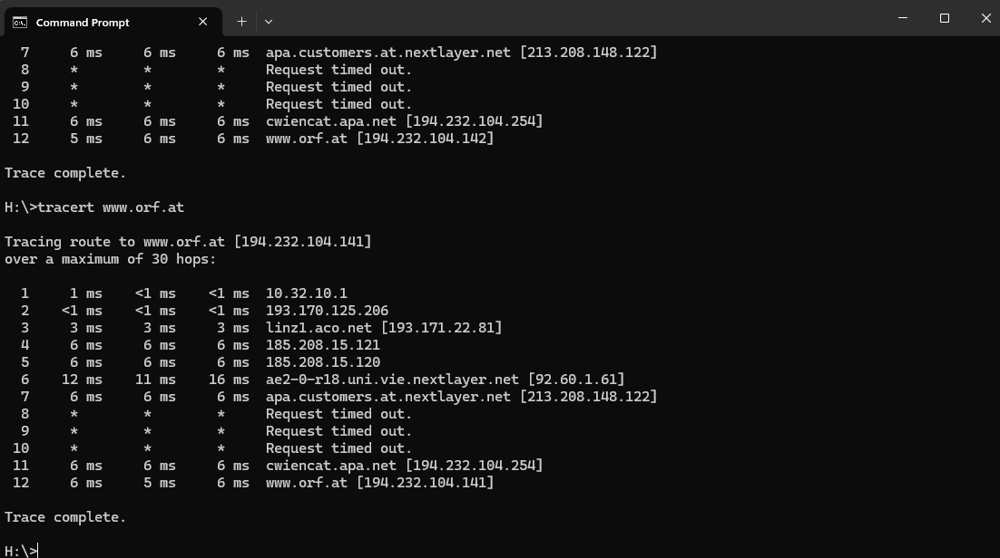 Command Prompt
7 6 ms 6 ms 6 ms apa.customers.at.nextlayer.net [213.208.148.122]
8 * * * Request timed out.
9 * * * Request timed out.
10 * * * Request timed out.
11 6 ms 6 ms 6 ms cwiencat.apa.net [194.232.104.254]
12 5 ms 6 ms 6 ms www.orf.at [194.232.104.142]
Trace complete.
H:\>tracert www.orf.at
Tracing route to www.orf.at [194.232.104.141]
over a maximum of 30 hops:
1 1 ms <1 ms <1 ms 10.32.10.1
2 <1 ms <1 ms <1 ms 193.170.125.206
3 3 ms 3 ms 3 ms linz1.aco.net [193.171.22.81]
4 6 ms 6 ms 6 ms 185.208.15.121
5 6 ms 6 ms 6 ms 185.208.15.120
6 12 ms 11 ms 16 ms ae2-0-r18.uni.vie.nextlayer.net [92.60.1.61]
7 6 ms 6 ms 6 ms apa.customers.at.nextlayer.net [213.208.148.122]
8 * * * Request timed out.
9 * * * Request timed out.
10 * * * Request timed out.
11 6 ms 6 ms 6 ms cwiencat.apa.net [194.232.104.254]
12 6 ms 5 ms 6 ms www.orf.at [194.232.104.141]
Trace complete.
H:\>